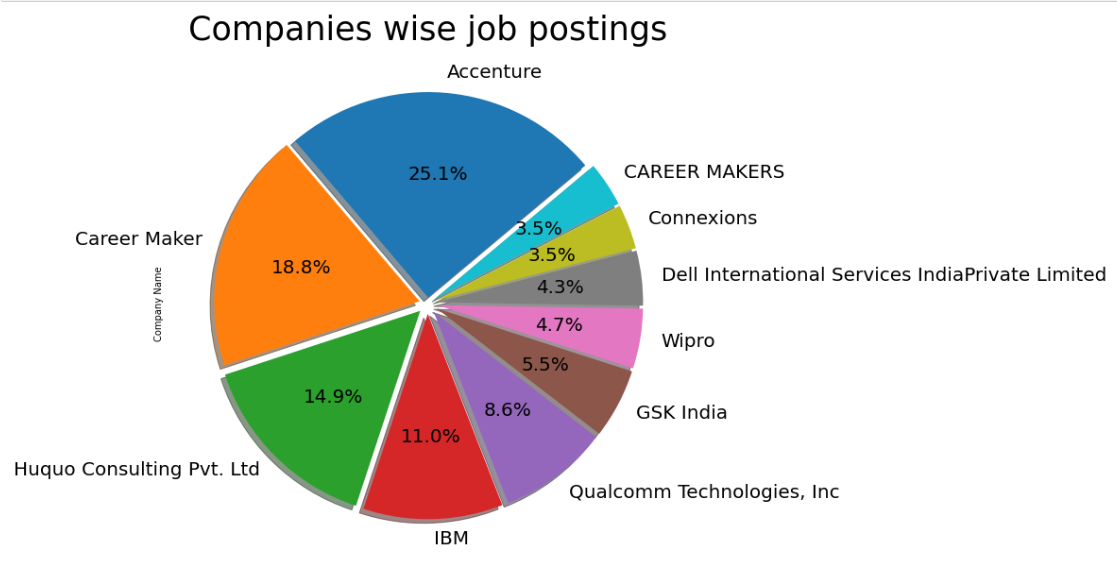 Companies wise job postings
Accenture
25.1%
CAREER MAKERS
3.5%
Connexions
3.5%
Career Maker
18.8%
Company Name
Dell International Services IndiaPrivate Limited
4.3%
4.7%
Wipro
5.5%
GSK India
14.9%
8.6%
11.0%
Huquo Consulting Pvt. Ltd
Qualcomm Technologies, Inc
IBM